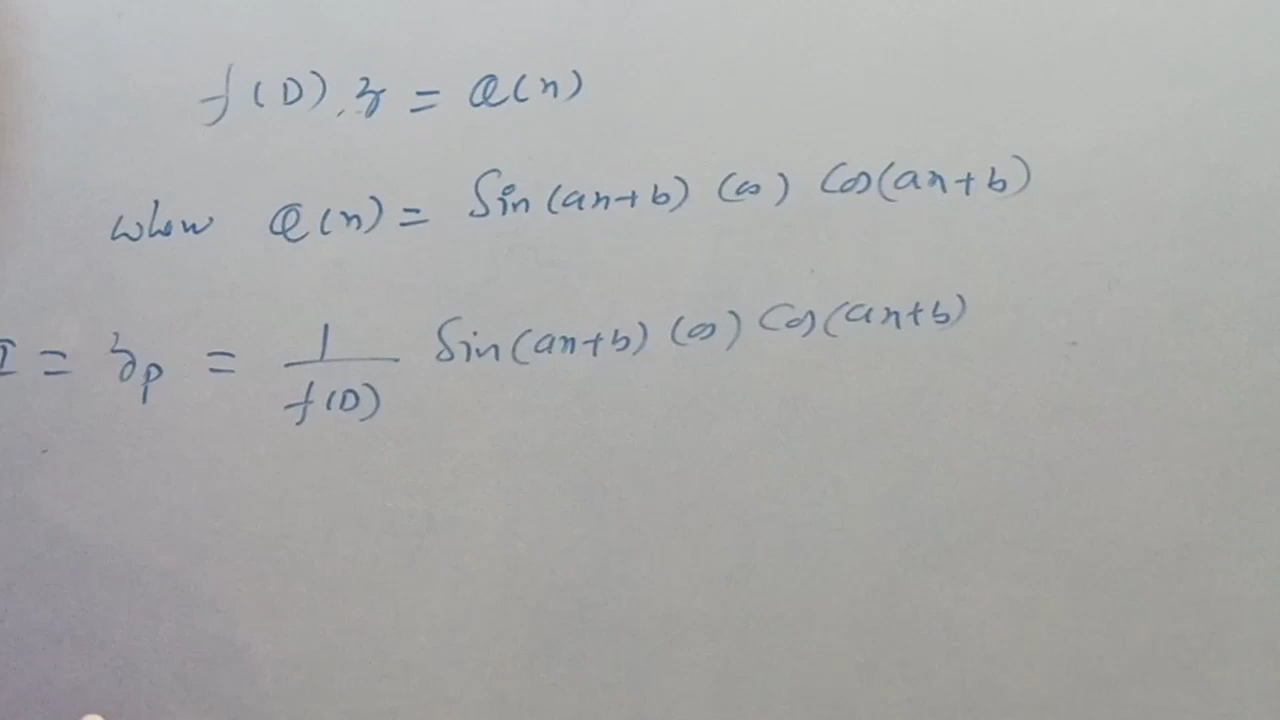 f(D).y = Q(x)
when Q(x) = Sin(ax+b) (or) Cos(ax+b)
I = yp = 1/f(D) Sin(ax+b) (or) Cos(ax+b)